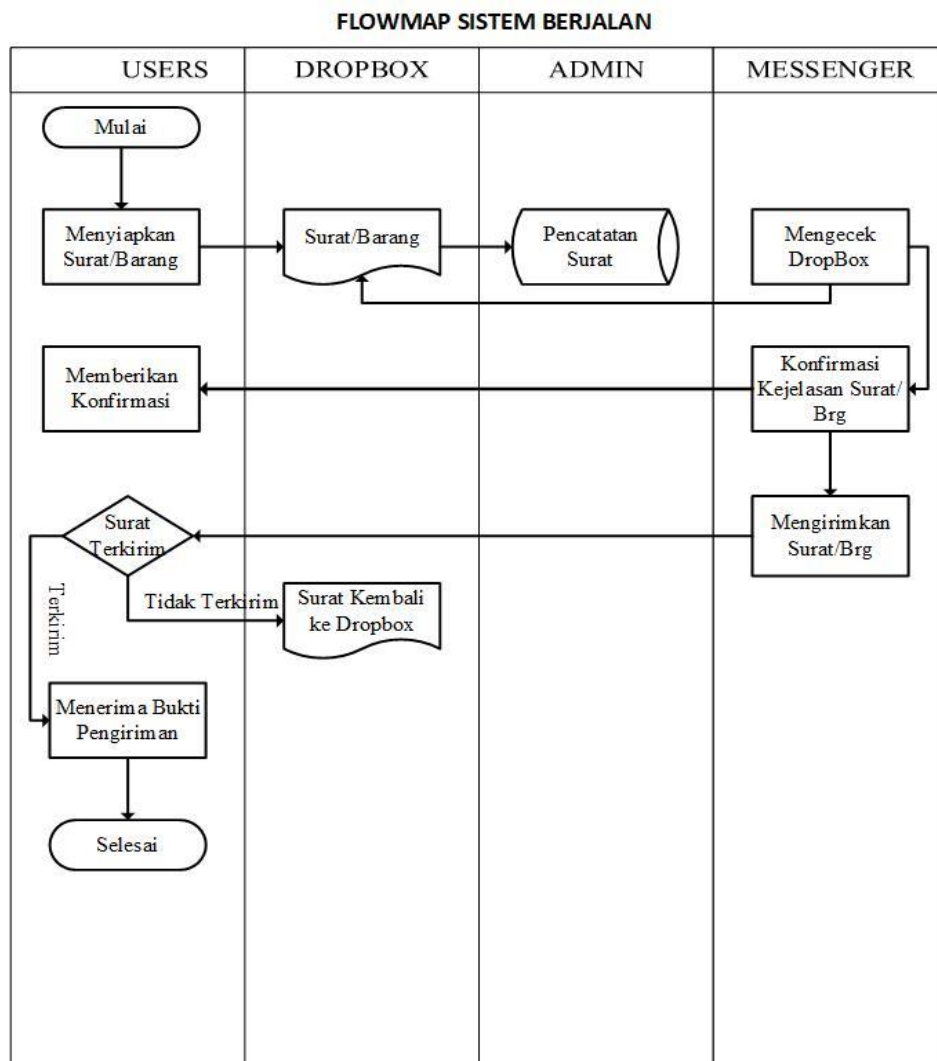 FLOWMAP SISTEM BERJALAN
USERS
DROPBOX
ADMIN
MESSENGER
Mulai
Menyiapkan
Surat/Barang
Surat/Barang
Pencatatan
Surat
Mengecek
DropBox
Memberikan
Konfirmasi
Konfirmasi
Kejelasan Surat/
Brg
Surat
Terkirim
Mengirimkan
Surat/Brg
Terkirim
Tidak Terkirim
Surat Kembali
ke Dropbox
Menerima Bukti
Pengiriman
Selesai